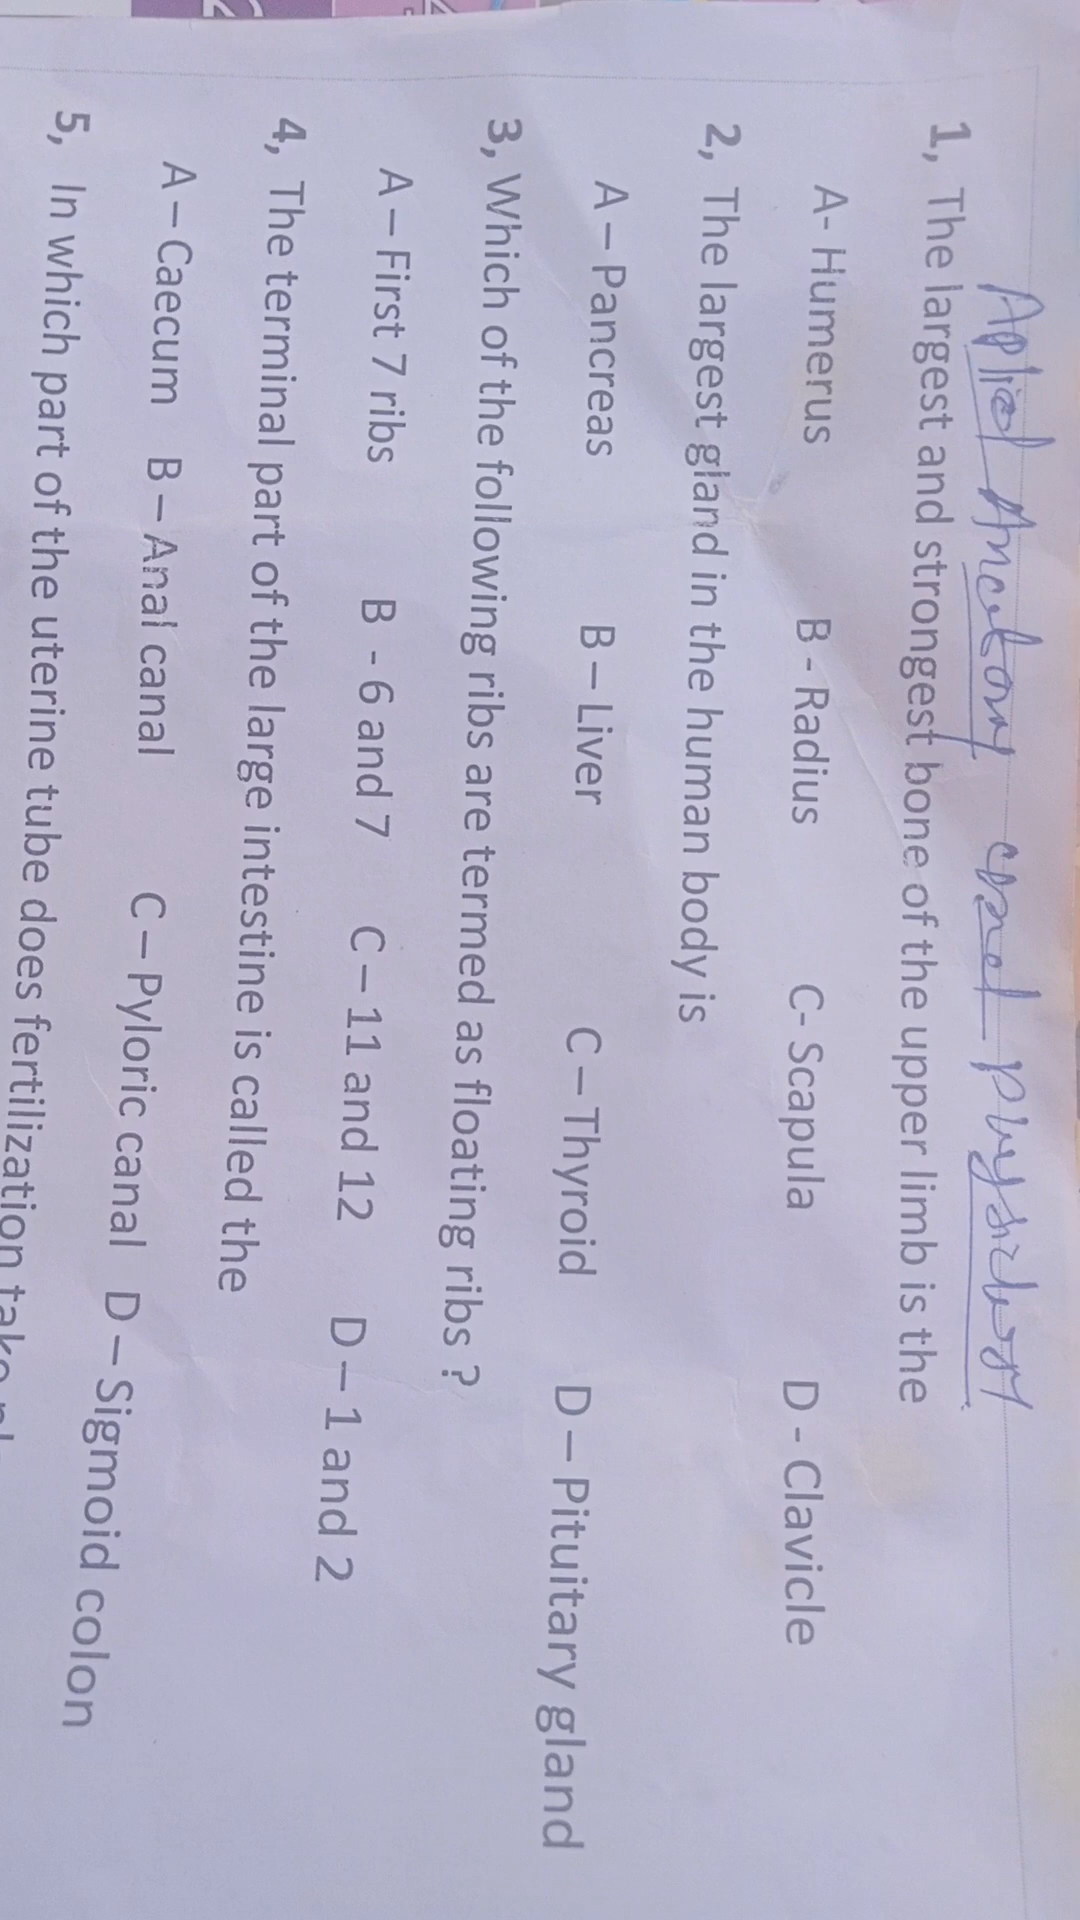 Aplied Anatomy and physiology
1, The largest and strongest bone of the upper limb is the
A- Humerus B - Radius C- Scapula D - Clavicle
2, The largest gland in the human body is
A – Pancreas B – Liver C – Thyroid D – Pituitary gland
3, Which of the following ribs are termed as floating ribs ?
A – First 7 ribs B - 6 and 7 C – 11 and 12 D – 1 and 2
4, The terminal part of the large intestine is called the
A – Caecum B – Anal canal C – Pyloric canal D – Sigmoid colon
5, In which part of the uterine tube does fertilization